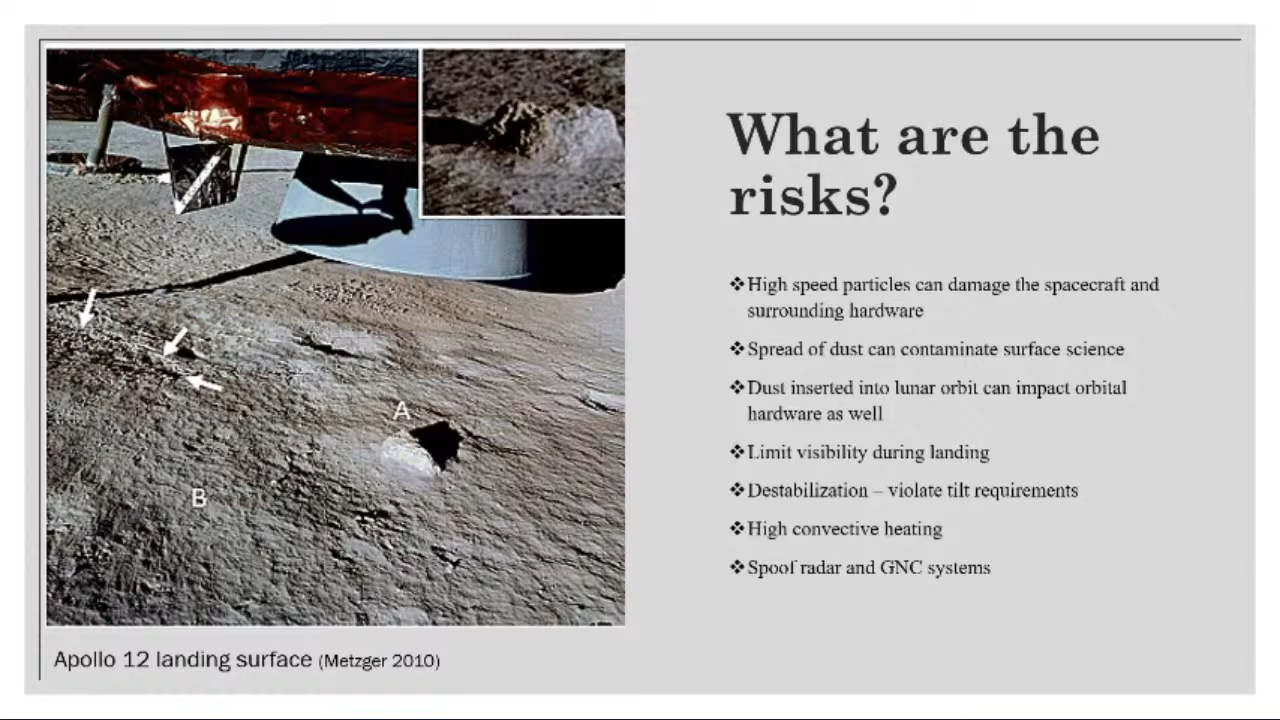 What are the
risks?
❖High speed particles can damage the spacecraft and
surrounding hardware
❖Spread of dust can contaminate surface science
❖Dust inserted into lunar orbit can impact orbital
hardware as well
❖Limit visibility during landing
❖Destabilization – violate tilt requirements
❖High convective heating
❖Spoof radar and GNC systems
A
B
Apollo 12 landing surface (Metzger 2010)